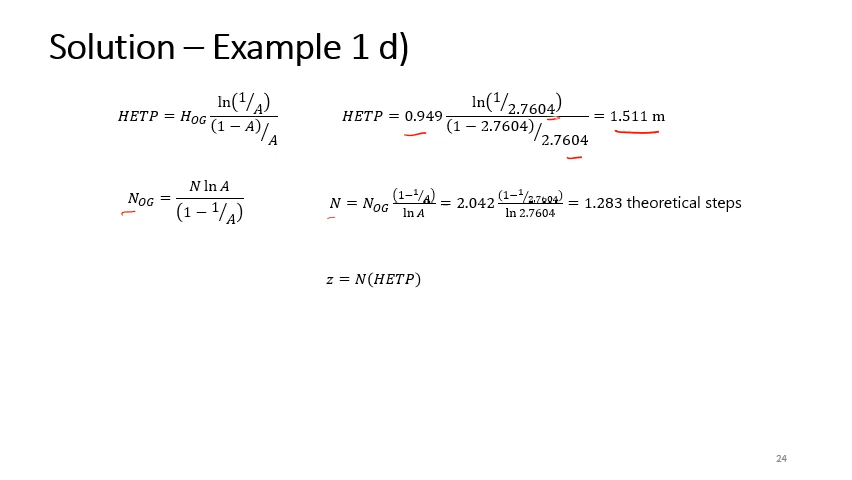 Solution – Example 1 d)
HETP = H_OG ln(1/A) / ((1 − A)/A)
HETP = 0.949 ln(1/2.7604) / ((1 − 2.7604)/2.7604) = 1.511 m
N_OG = N ln A / (1 − 1/A)
N = N_OG (1−1/A) / ln A = 2.042 (1−1/2.7604) / ln 2.7604 = 1.283 theoretical steps
z = N(HETP)
24